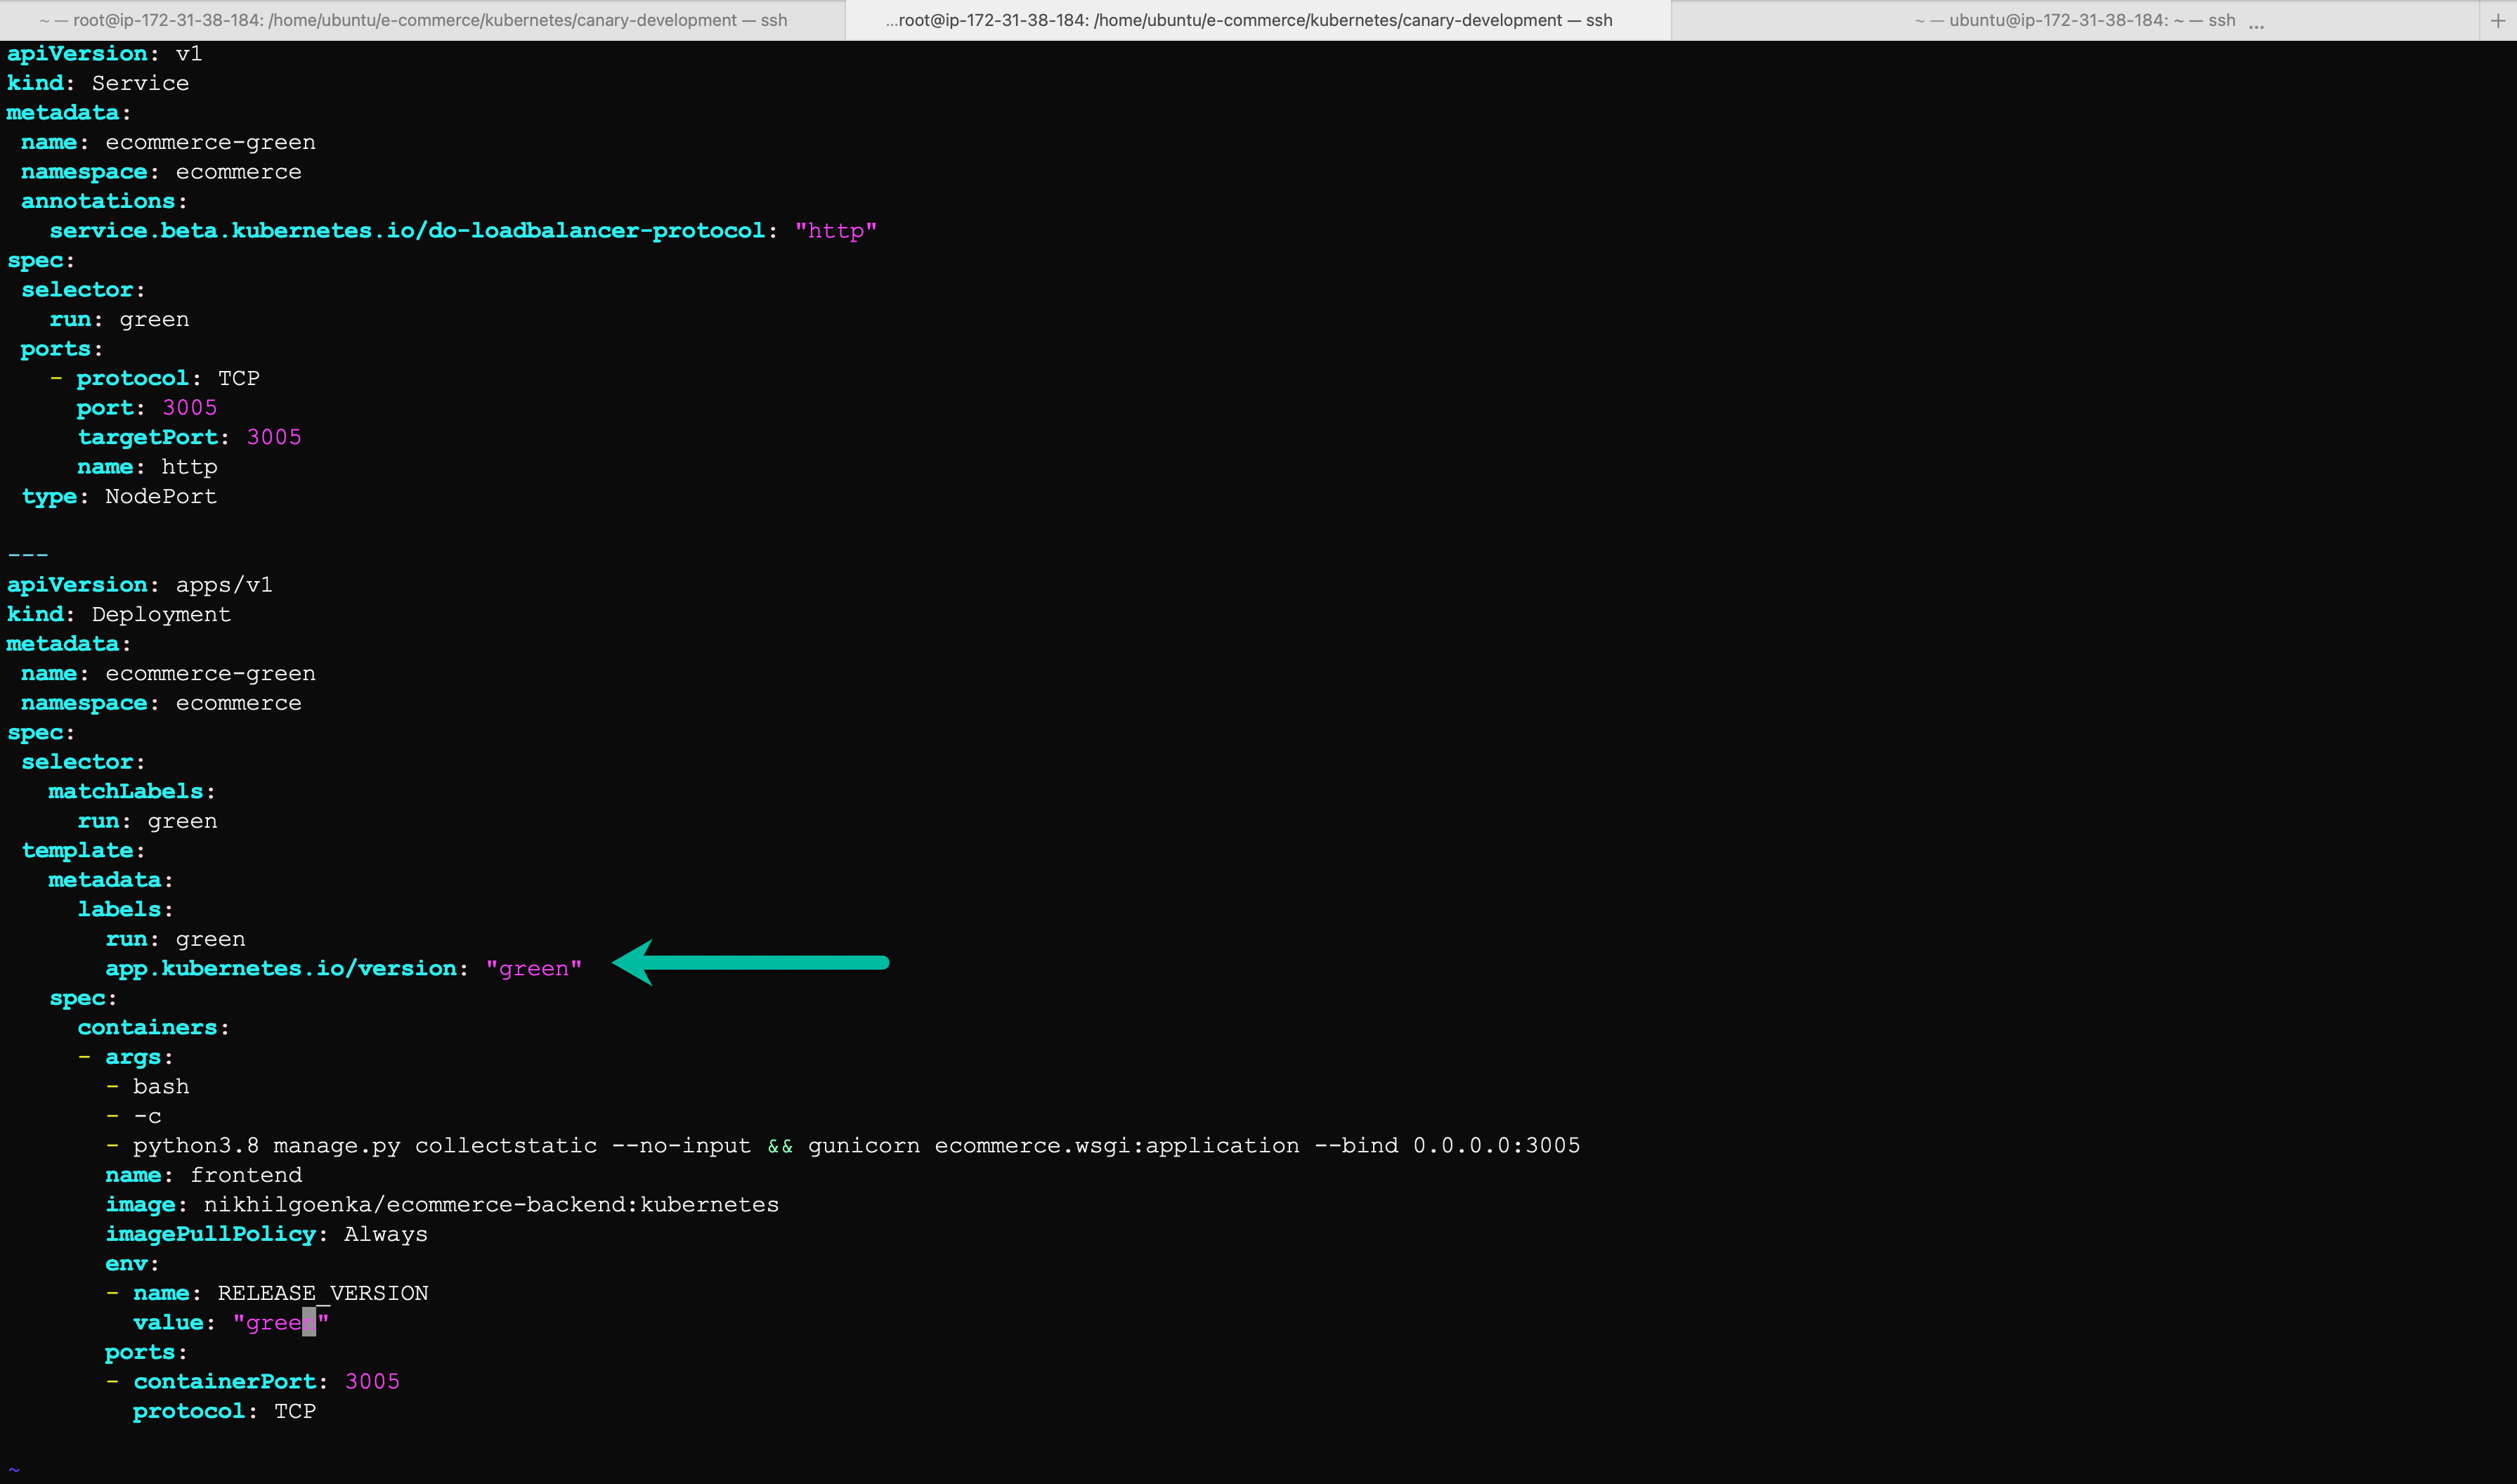 ~ — root@ip-172-31-38-184: /home/ubuntu/e-commerce/kubernetes/canary-development — ssh
...root@ip-172-31-38-184: /home/ubuntu/e-commerce/kubernetes/canary-development — ssh
~ — ubuntu@ip-172-31-38-184: ~ — ssh ...
+
apiVersion: v1
kind: Service
metadata:
 name: ecommerce-green
 namespace: ecommerce
 annotations:
   service.beta.kubernetes.io/do-loadbalancer-protocol: "http"
spec:
 selector:
   run: green
 ports:
   - protocol: TCP
     port: 3005
     targetPort: 3005
     name: http
 type: NodePort
---
apiVersion: apps/v1
kind: Deployment
metadata:
 name: ecommerce-green
 namespace: ecommerce
spec:
 selector:
   matchLabels:
     run: green
 template:
   metadata:
     labels:
       run: green
       app.kubernetes.io/version: "green"
   spec:
     containers:
     - args:
       - bash
       - -c
       - python3.8 manage.py collectstatic --no-input && gunicorn ecommerce.wsgi:application --bind 0.0.0.0:3005
       name: frontend
       image: nikhilgoenka/ecommerce-backend:kubernetes
       imagePullPolicy: Always
       env:
       - name: RELEASE_VERSION
         value: "green"
       ports:
       - containerPort: 3005
         protocol: TCP
~